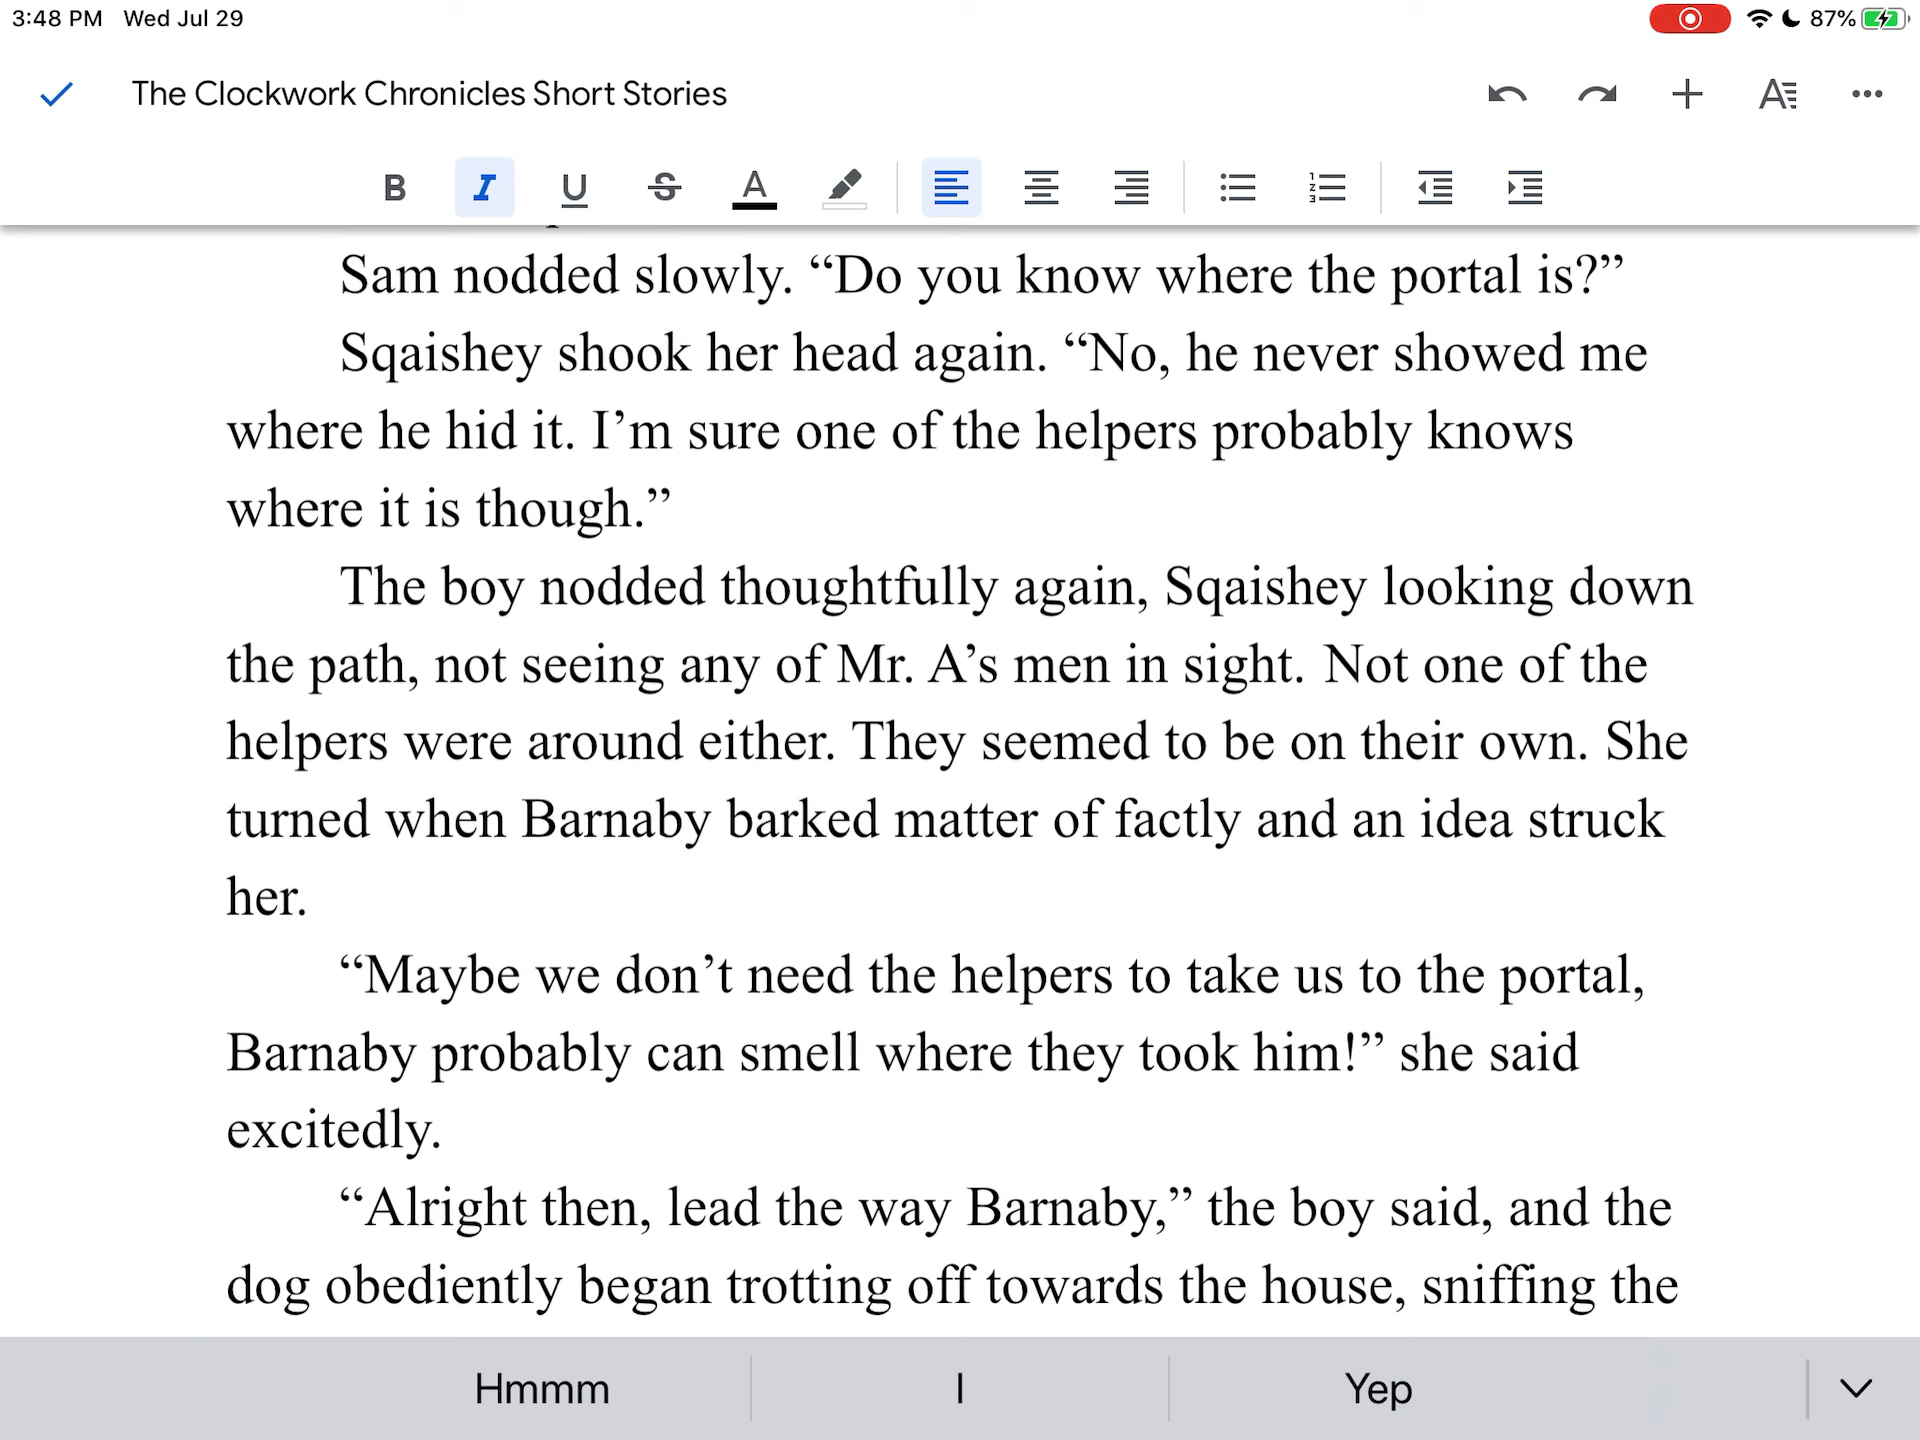 3:48 PM Wed Jul 29 87%
The Clockwork Chronicles Short Stories
B I U S A
Sam nodded slowly. “Do you know where the portal is?”
Sqaishey shook her head again. “No, he never showed me
where he hid it. I’m sure one of the helpers probably knows
where it is though.”
The boy nodded thoughtfully again, Sqaishey looking down
the path, not seeing any of Mr. A’s men in sight. Not one of the
helpers were around either. They seemed to be on their own. She
turned when Barnaby barked matter of factly and an idea struck
her.
“Maybe we don’t need the helpers to take us to the portal,
Barnaby probably can smell where they took him!” she said
excitedly.
“Alright then, lead the way Barnaby,” the boy said, and the
dog obediently began trotting off towards the house, sniffing the
Hmmm I Yep